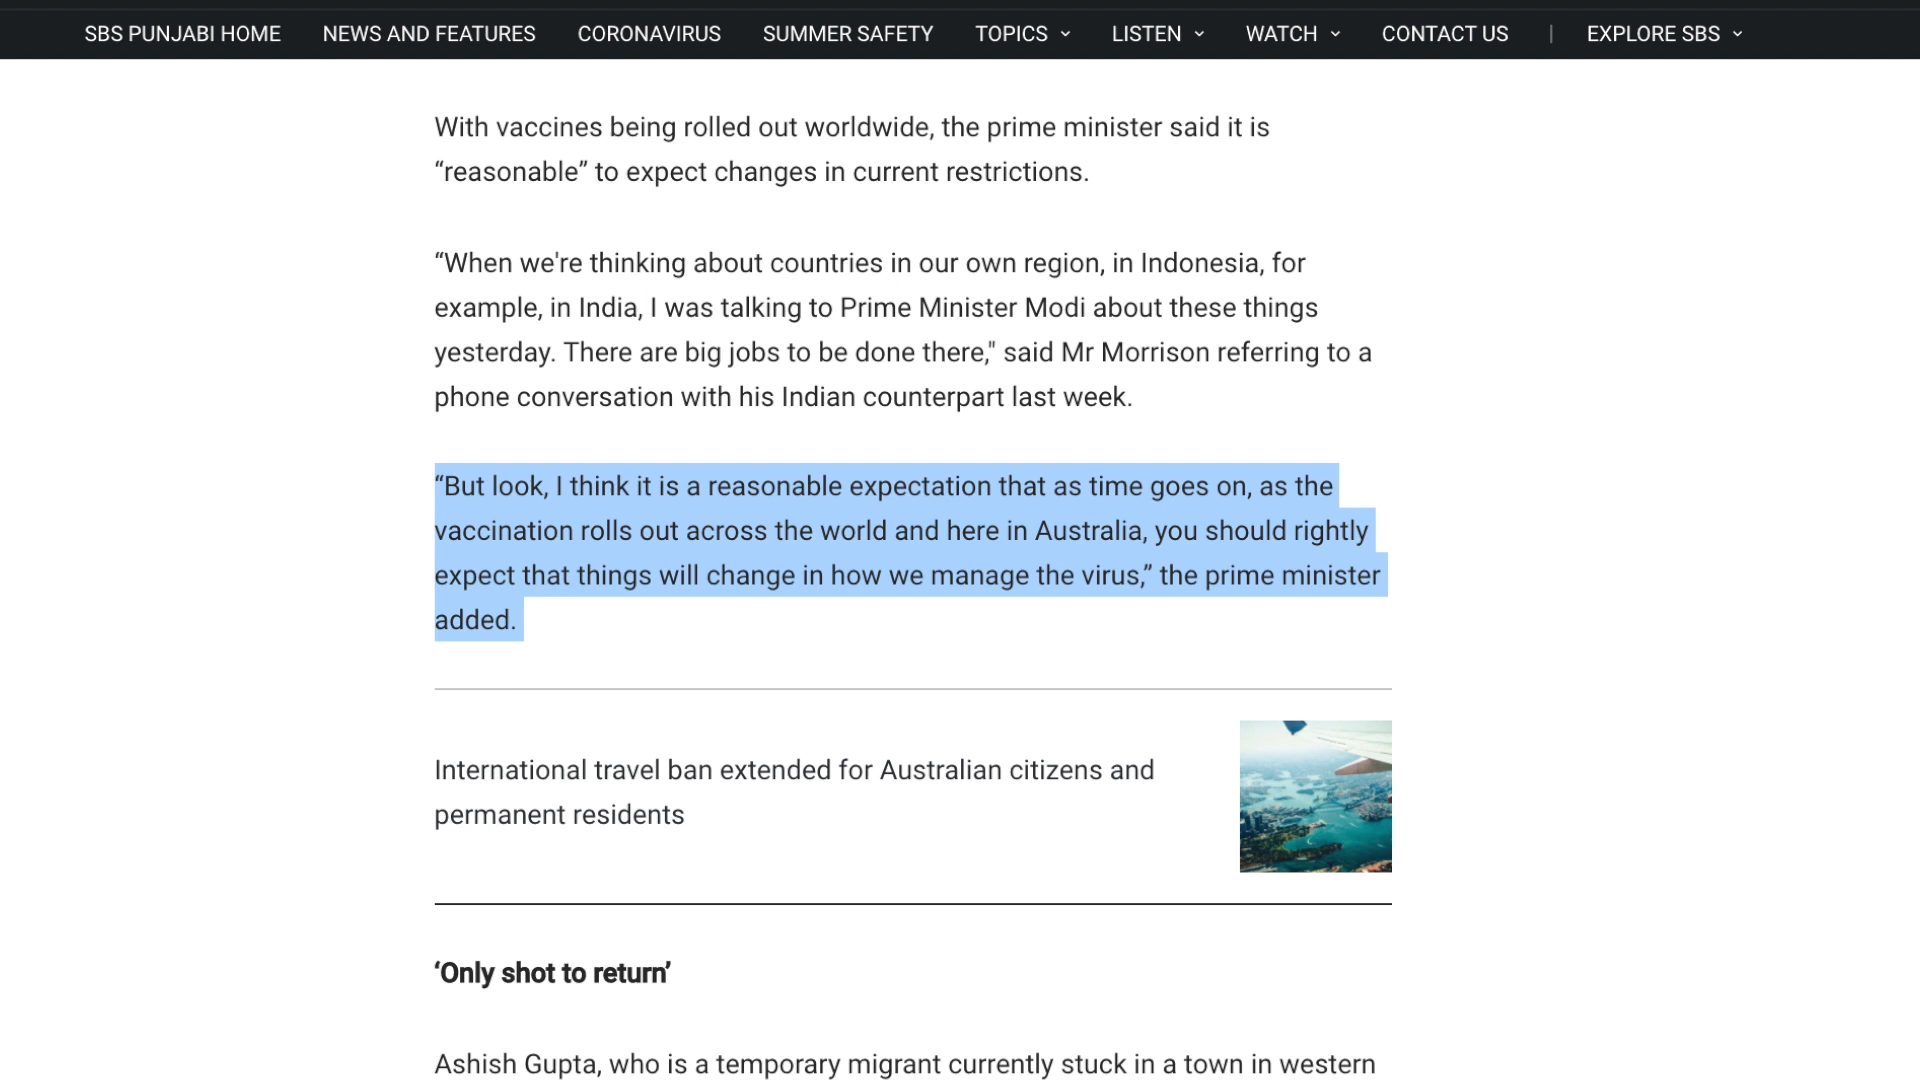 SBS PUNJABI HOME NEWS AND FEATURES CORONAVIRUS SUMMER SAFETY TOPICS LISTEN WATCH CONTACT US | EXPLORE SBS
With vaccines being rolled out worldwide, the prime minister said it is
“reasonable” to expect changes in current restrictions.
“When we're thinking about countries in our own region, in Indonesia, for
example, in India, I was talking to Prime Minister Modi about these things
yesterday. There are big jobs to be done there," said Mr Morrison referring to a
phone conversation with his Indian counterpart last week.
“But look, I think it is a reasonable expectation that as time goes on, as the
vaccination rolls out across the world and here in Australia, you should rightly
expect that things will change in how we manage the virus,” the prime minister
added.
International travel ban extended for Australian citizens and
permanent residents
‘Only shot to return’
Ashish Gupta, who is a temporary migrant currently stuck in a town in western